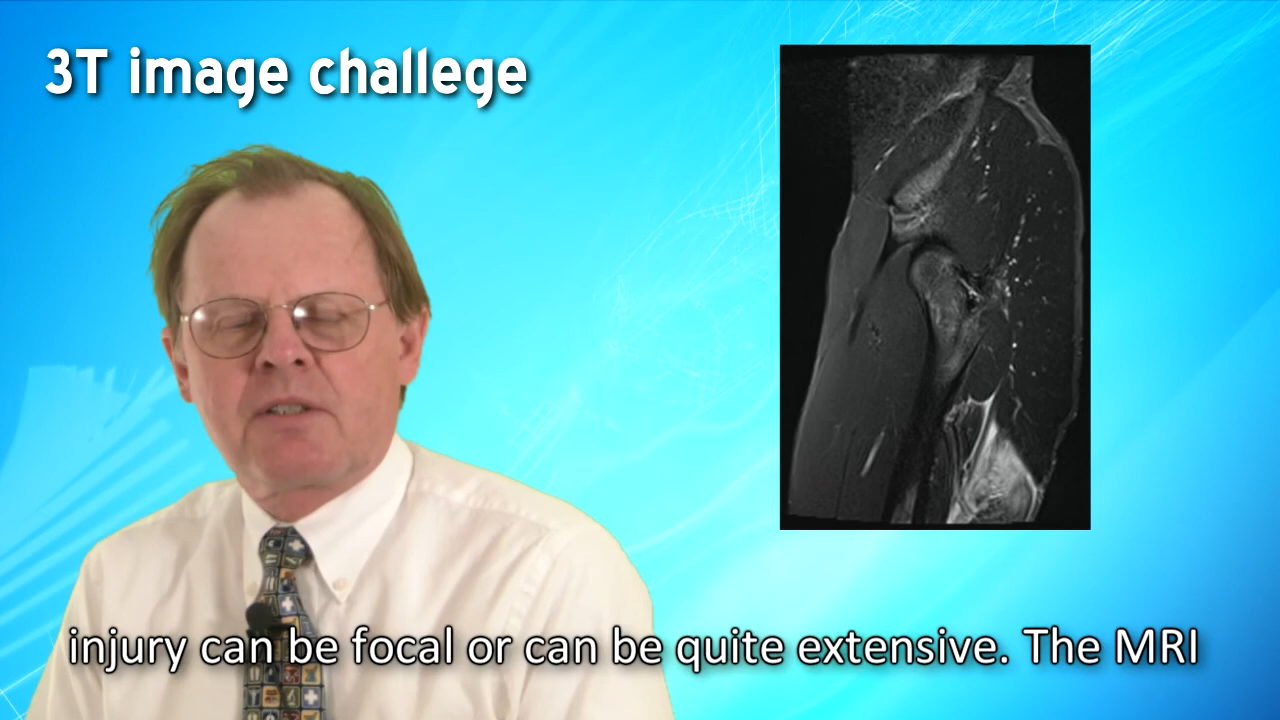 3T image challege
injury can be focal or can be quite extensive. The MRI